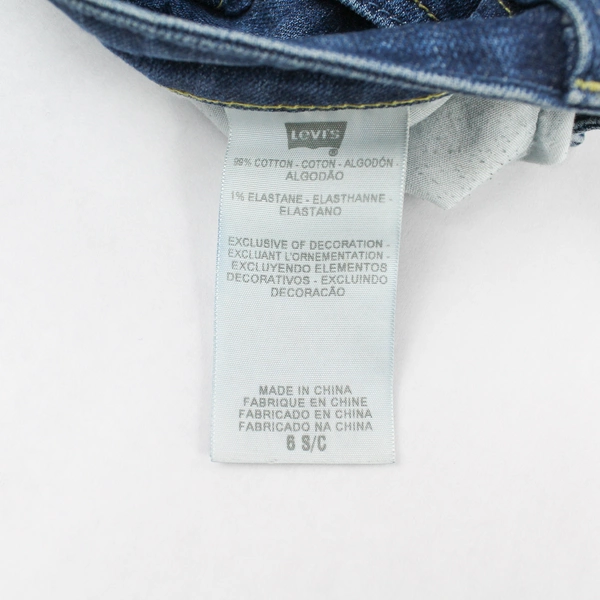 Levi's
®
99% COTTON - COTON - ALGODÓN -
ALGODÃO
1% ELASTANE - ELASTHANNE -
ELASTANO
EXCLUSIVE OF DECORATION -
EXCLUANT L'ORNEMENTATION -
EXCLUYENDO ELEMENTOS
DECORATIVOS - EXCLUINDO
DECORACAO
MADE IN CHINA
FABRIQUE EN CHINE
FABRICADO EN CHINA
FABRICADO NA CHINA
6 S/C